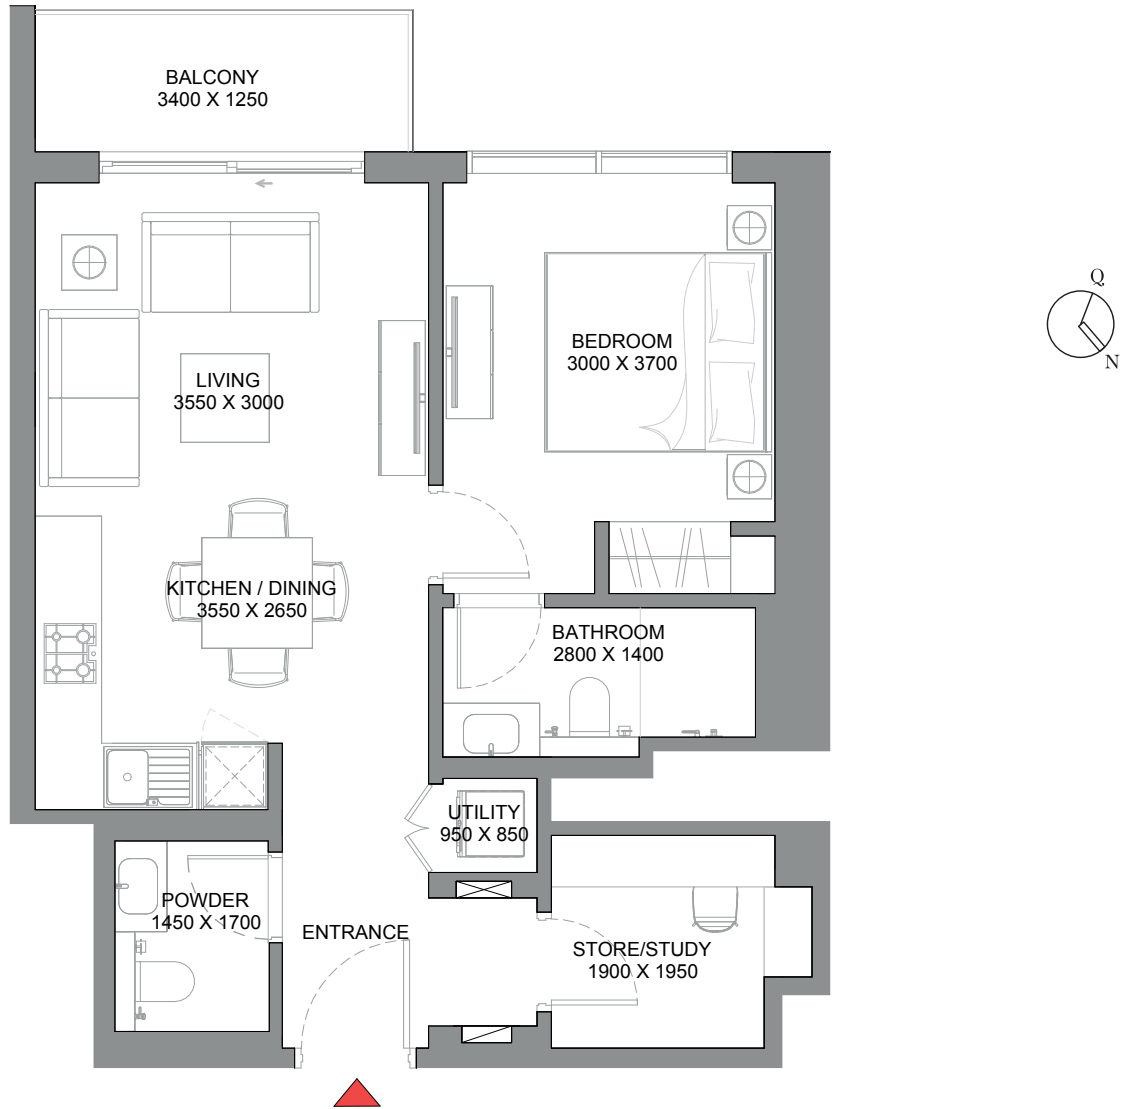 BALCONY
3400 X 1250
Q
N
BEDROOM
3000 X 3700
LIVING
3550 X 3000
KITCHEN / DINING
3550 X 2650
BATHROOM
2800 X 1400
UTILITY
950 X 850
POWDER
1450 X 1700
ENTRANCE
STORE/STUDY
1900 X 1950